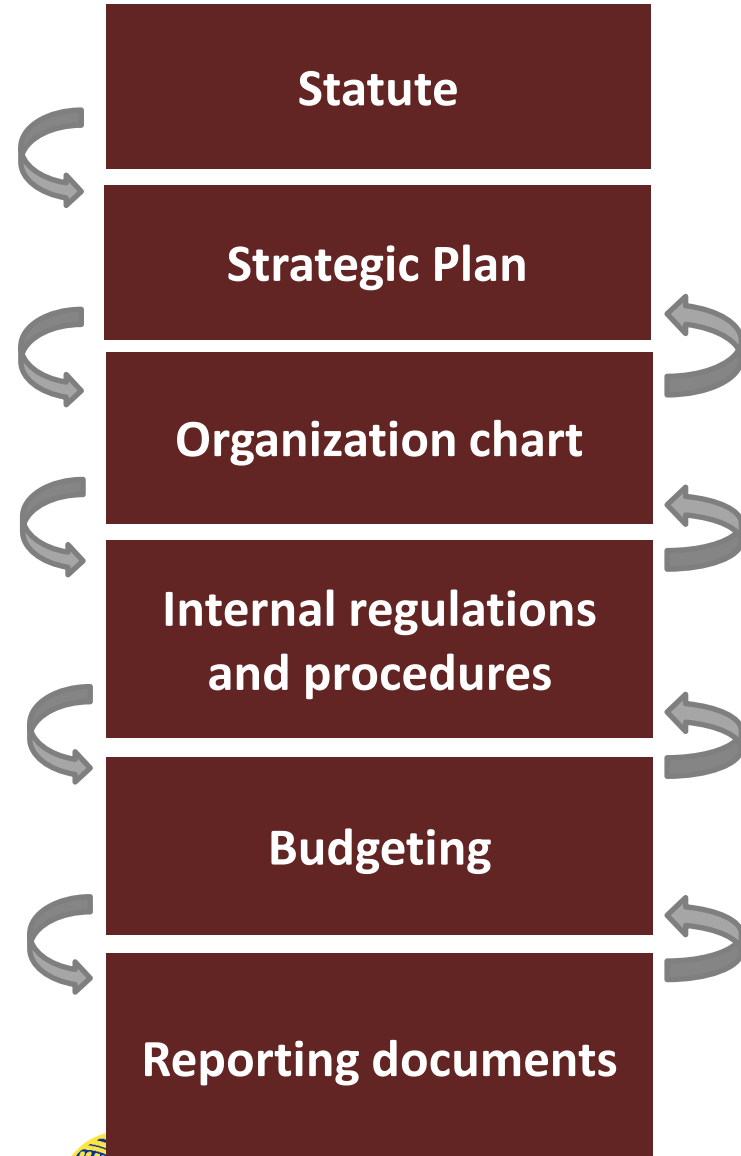 Statute
Strategic Plan
Organization chart
Internal regulations
and procedures
Budgeting
Reporting documents